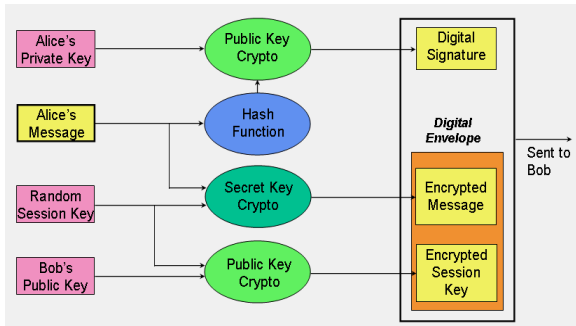 Alice's
Private Key
Public Key
Crypto
Digital
Signature
Alice's
Message
Hash
Function
Digital
Envelope
Sent to
Bob
Random
Session Key
Secret Key
Crypto
Encrypted
Message
Bob's
Public Key
Public Key
Crypto
Encrypted
Session
Key